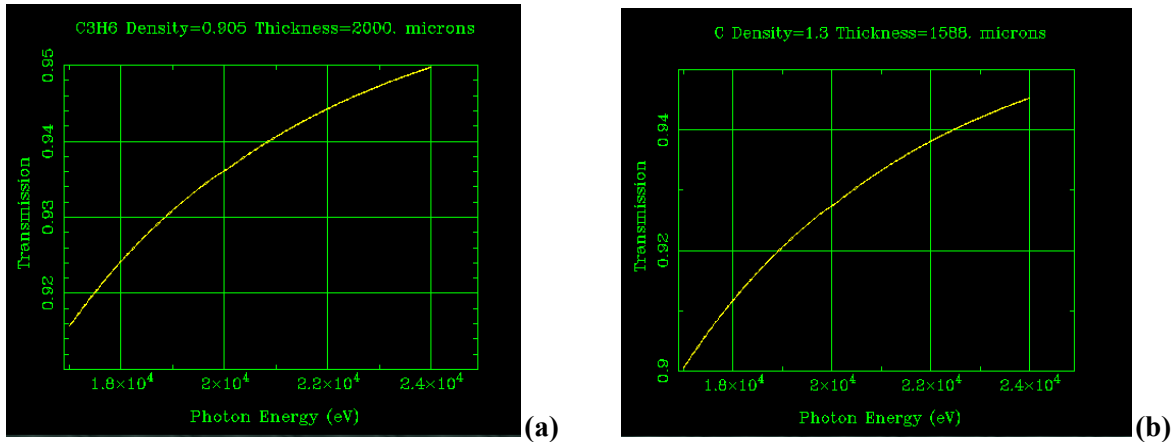 C3H6 Density=0.905 Thickness=2000. microns
Transmission
0.95
0.94
0.93
0.92
1.8×10⁴ 2×10⁴ 2.2×10⁴ 2.4×10⁴
Photon Energy (eV)
(a)
C Density=1.3 Thickness=1588. microns
Transmission
0.94
0.92
0.9
1.8×10⁴ 2×10⁴ 2.2×10⁴ 2.4×10⁴
Photon Energy (eV)
(b)